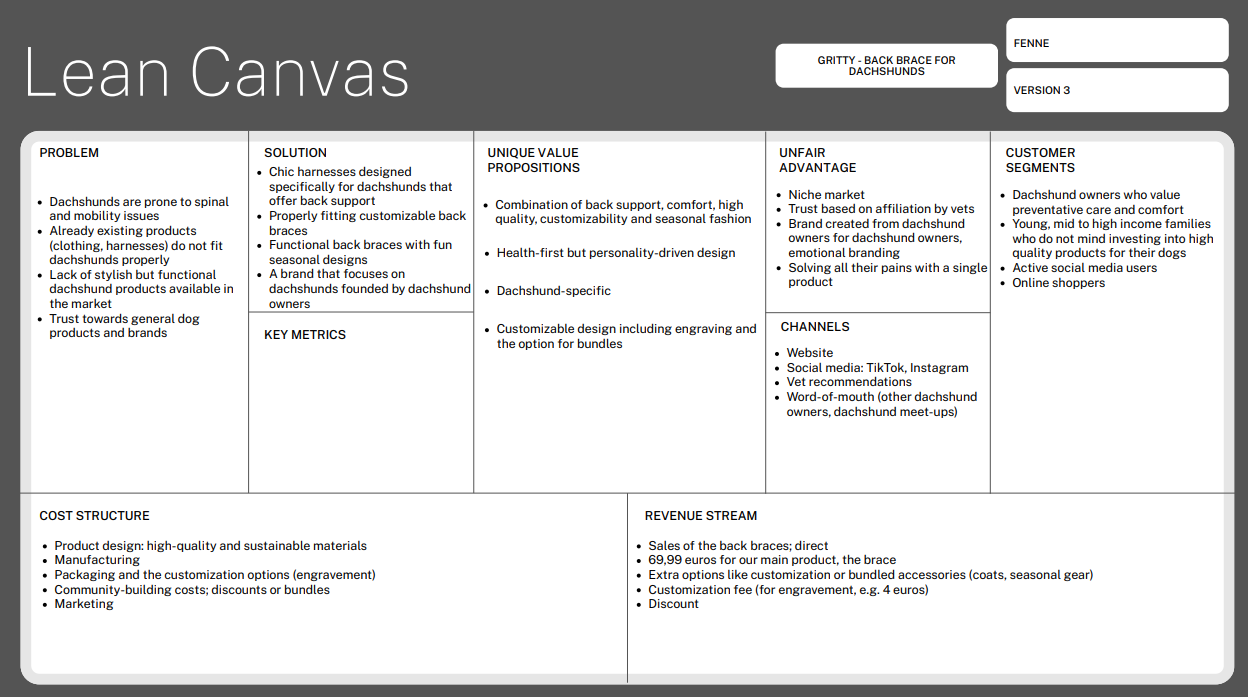 Lean Canvas
GRITTY - BACK BRACE FOR
DACHSHUNDS
FENNE
VERSION 3
PROBLEM
• Dachshunds are prone to spinal
and mobility issues
• Already existing products
(clothing, harnesses) do not fit
dachshunds properly
• Lack of stylish but functional
dachshund products available in
the market
• Trust towards general dog
products and brands
SOLUTION
• Chic harnesses designed
specifically for dachshunds that
offer back support
• Properly fitting customizable back
braces
• Functional back braces with fun
seasonal designs
• A brand that focuses on
dachshunds founded by dachshund
owners
KEY METRICS
UNIQUE VALUE
PROPOSITIONS
• Combination of back support, comfort, high
quality, customizability and seasonal fashion
• Health-first but personality-driven design
• Dachshund-specific
• Customizable design including engraving and
the option for bundles
UNFAIR
ADVANTAGE
• Niche market
• Trust based on affiliation by vets
• Brand created from dachshund
owners for dachshund owners,
emotional branding
• Solving all their pains with a single
product
CHANNELS
• Website
• Social media: TikTok, Instagram
• Vet recommendations
• Word-of-mouth (other dachshund
owners, dachshund meet-ups)
CUSTOMER
SEGMENTS
• Dachshund owners who value
preventative care and comfort
• Young, mid to high income families
who do not mind investing into high
quality products for their dogs
• Active social media users
• Online shoppers
COST STRUCTURE
• Product design: high-quality and sustainable materials
• Manufacturing
• Packaging and the customization options (engravement)
• Community-building costs; discounts or bundles
• Marketing
REVENUE STREAM
• Sales of the back braces; direct
• 69,99 euros for our main product, the brace
• Extra options like customization or bundled accessories (coats, seasonal gear)
• Customization fee (for engravement, e.g. 4 euros)
• Discount